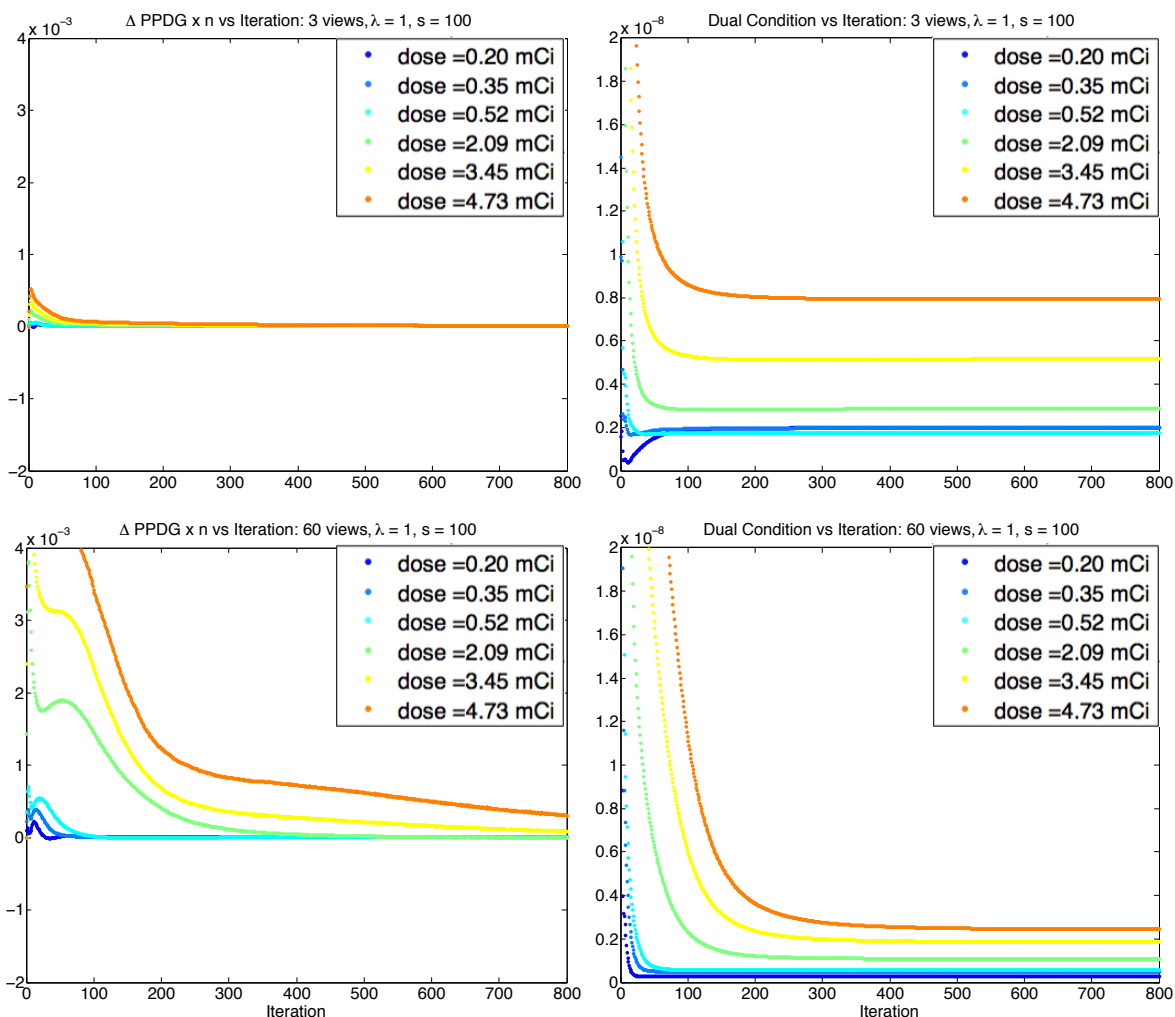 Δ PPDG x n vs Iteration: 3 views, λ = 1, s = 100
x 10⁻³
4
3
2
1
0
−1
−2
0 100 200 300 400 500 600 700 800
dose =0.20 mCi
dose =0.35 mCi
dose =0.52 mCi
dose =2.09 mCi
dose =3.45 mCi
dose =4.73 mCi
Dual Condition vs Iteration: 3 views, λ = 1, s = 100
x 10⁻⁸
2
1.8
1.6
1.4
1.2
1
0.8
0.6
0.4
0.2
0
0 100 200 300 400 500 600 700 800
dose =0.20 mCi
dose =0.35 mCi
dose =0.52 mCi
dose =2.09 mCi
dose =3.45 mCi
dose =4.73 mCi
Δ PPDG x n vs Iteration: 60 views, λ = 1, s = 100
x 10⁻³
4
3
2
1
0
−1
−2
0 100 200 300 400 500 600 700 800
Iteration
dose =0.20 mCi
dose =0.35 mCi
dose =0.52 mCi
dose =2.09 mCi
dose =3.45 mCi
dose =4.73 mCi
Dual Condition vs Iteration: 60 views, λ = 1, s = 100
x 10⁻⁸
2
1.8
1.6
1.4
1.2
1
0.8
0.6
0.4
0.2
0
0 100 200 300 400 500 600 700 800
Iteration
dose =0.20 mCi
dose =0.35 mCi
dose =0.52 mCi
dose =2.09 mCi
dose =3.45 mCi
dose =4.73 mCi